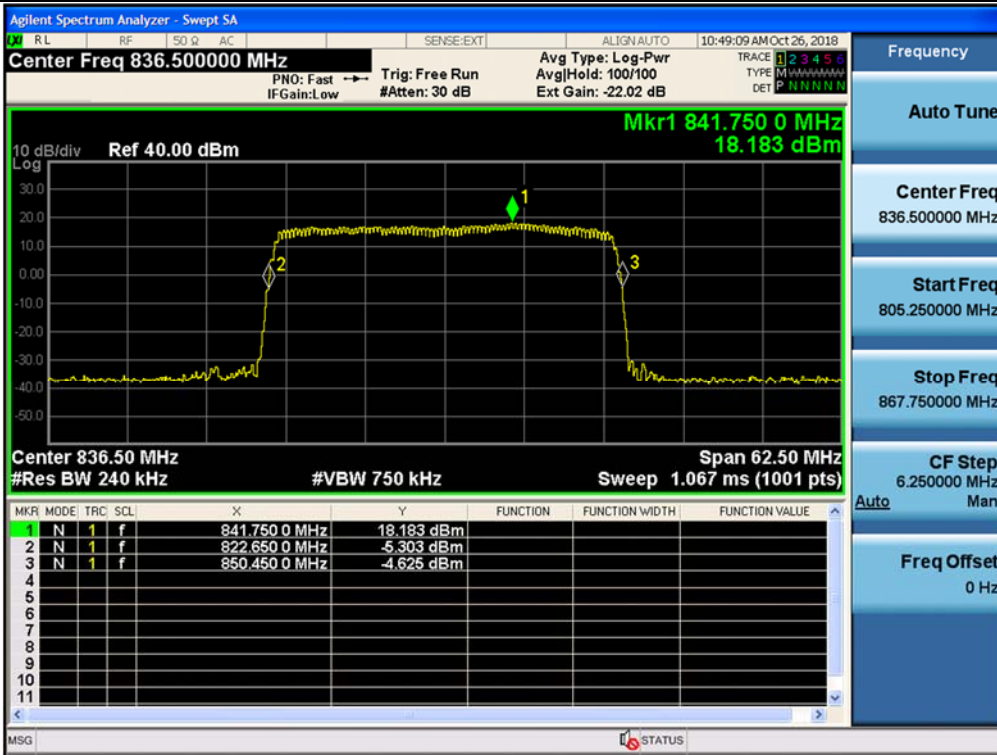 Agilent Spectrum Analyzer - Swept SA
LXI RL RF 50 Ω AC SENSE:EXT ALIGN AUTO 10:49:09 AM Oct 26, 2018
Center Freq 836.500000 MHz
PNO: Fast
IFGain:Low
Trig: Free Run
#Atten: 30 dB
Avg Type: Log-Pwr
Avg|Hold: 100/100
Ext Gain: -22.02 dB
TRACE 1 2 3 4 5 6
TYPE M
DET P N N N N N
Mkr1 841.750 0 MHz
18.183 dBm
10 dB/div Ref 40.00 dBm
Log
30.0
20.0
10.0
0.00
-10.0
-20.0
-30.0
-40.0
-50.0
1
2
3
Center 836.50 MHz Span 62.50 MHz
#Res BW 240 kHz #VBW 750 kHz Sweep 1.067 ms (1001 pts)
MKR MODE TRC SCL X Y FUNCTION FUNCTION WIDTH FUNCTION VALUE
1 N 1 f 841.750 0 MHz 18.183 dBm
2 N 1 f 822.650 0 MHz -5.303 dBm
3 N 1 f 850.450 0 MHz -4.625 dBm
4
5
6
7
8
9
10
11
MSG STATUS
Frequency
Auto Tune
Center Freq
836.500000 MHz
Start Freq
805.250000 MHz
Stop Freq
867.750000 MHz
CF Step
6.250000 MHz
Auto Man
Freq Offset
0 Hz